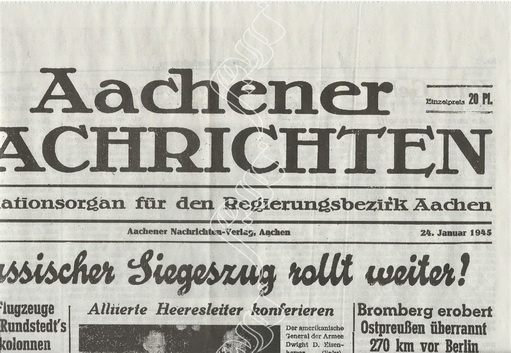 Aachener
Einzelpreis 20 Pf.
ACHRICHTEN
ationsorgan für den Regierungsbezirk Aachen
Aachener Nachrichten-Verlag, Aachen
24. Januar 1945
ssischer Siegeszug rollt weiter!
Flugzeuge
Rundstedt's
kolonnen
Alliierte Heeresleiter konferieren
Der amerikanische
General der Armee
Dwight D. Eisen-
Bromberg erobert
Ostpreußen überrannt
270 km vor Berlin